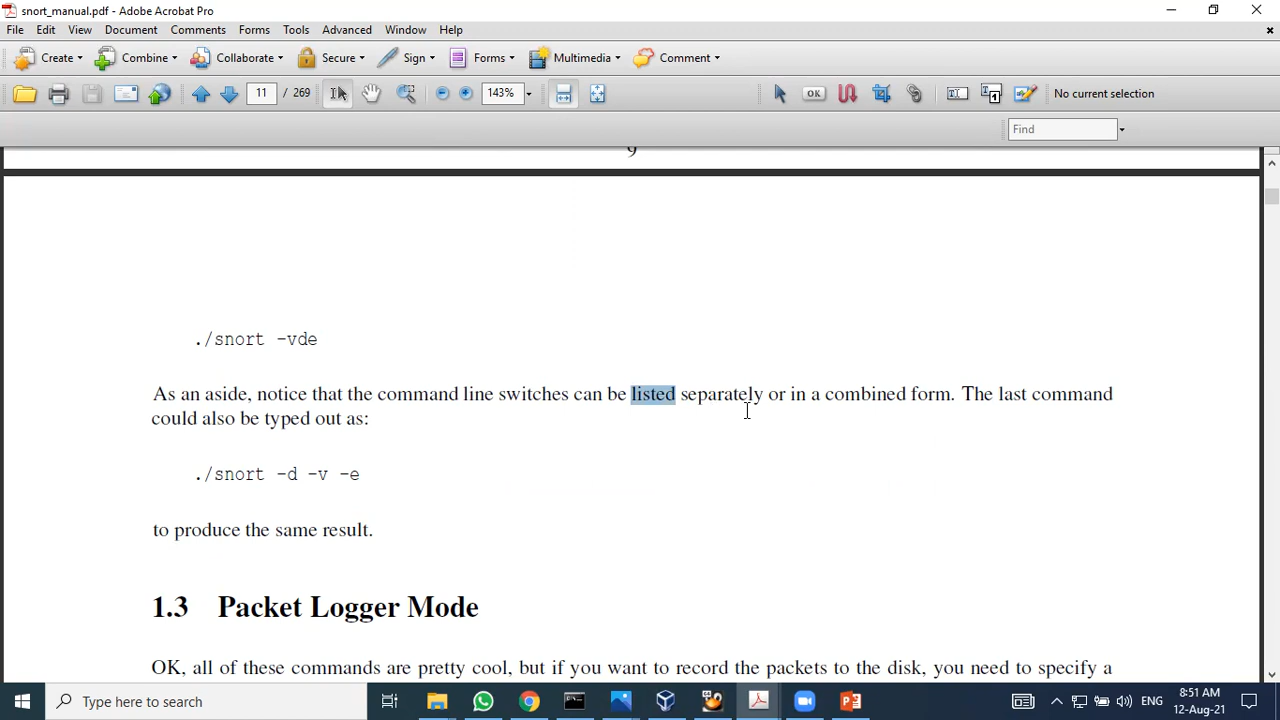 snort_manual.pdf - Adobe Acrobat Pro
File Edit View Document Comments Forms Tools Advanced Window Help
Create Combine Collaborate Secure Sign Forms Multimedia Comment
11 / 269 143% OK No current selection
Find
9
./snort -vde
As an aside, notice that the command line switches can be listed separately or in a combined form. The last command
could also be typed out as:
./snort -d -v -e
to produce the same result.
1.3 Packet Logger Mode
OK, all of these commands are pretty cool, but if you want to record the packets to the disk, you need to specify a
Type here to search
ENG
8:51 AM
12-Aug-21